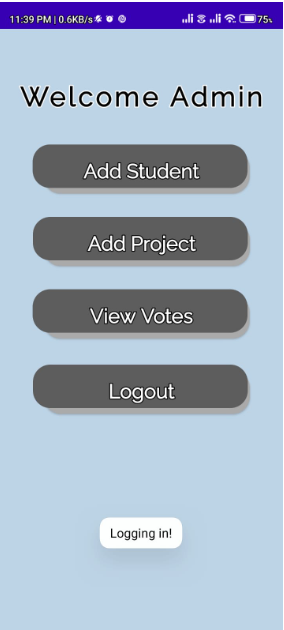 11:39 PM | 0.6KB/s 75%
Welcome Admin
Add Student
Add Project
View Votes
Logout
Logging in!